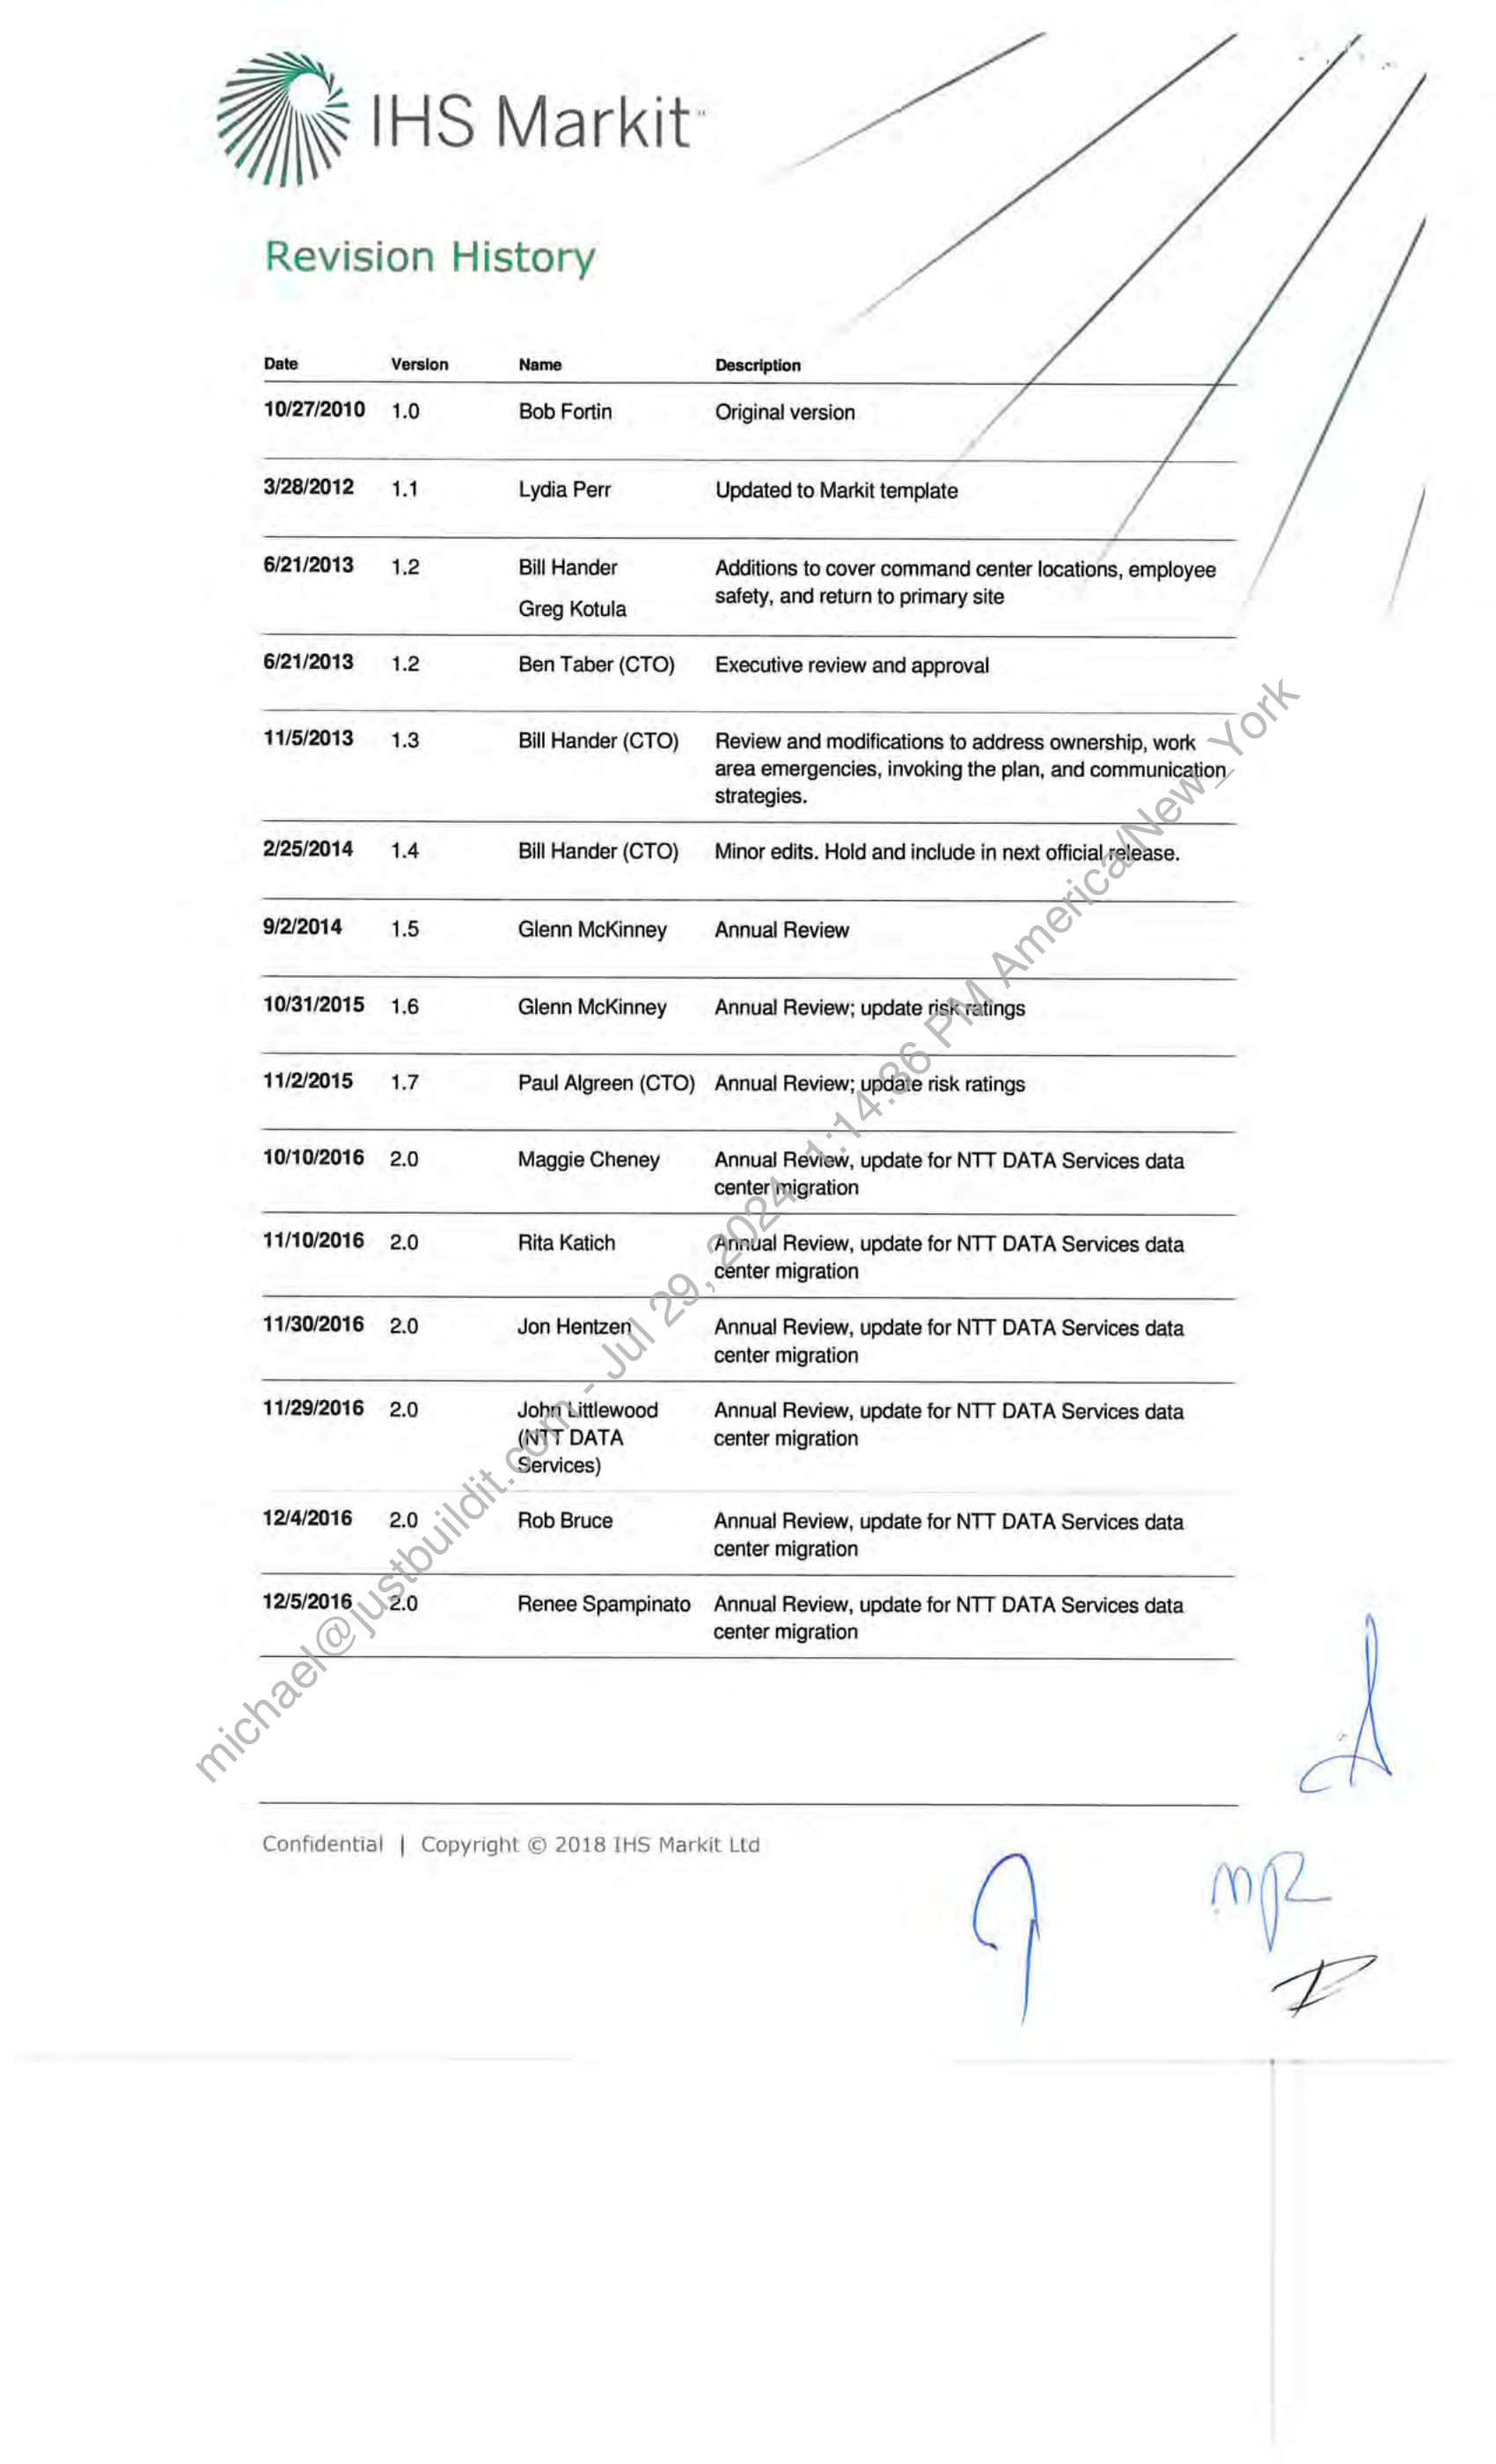 IHS Markit
Revision History
Date Version Name Description
10/27/2010 1.0 Bob Fortin Original version
3/28/2012 1.1 Lydia Perr Updated to Markit template
6/21/2013 1.2 Bill Hander Additions to cover command center locations, employee
Greg Kotula safety, and return to primary site
6/21/2013 1.2 Ben Taber (CTO) Executive review and approval
11/5/2013 1.3 Bill Hander (CTO) Review and modifications to address ownership, work
area emergencies, invoking the plan, and communication
strategies.
2/25/2014 1.4 Bill Hander (CTO) Minor edits. Hold and include in next official release.
9/2/2014 1.5 Glenn McKinney Annual Review
10/31/2015 1.6 Glenn McKinney Annual Review; update risk ratings
11/2/2015 1.7 Paul Algreen (CTO) Annual Review; update risk ratings
10/10/2016 2.0 Maggie Cheney Annual Review, update for NTT DATA Services data
center migration
11/10/2016 2.0 Rita Katich Annual Review, update for NTT DATA Services data
center migration
11/30/2016 2.0 Jon Hentzen Annual Review, update for NTT DATA Services data
center migration
11/29/2016 2.0 John Littlewood Annual Review, update for NTT DATA Services data
(NTT DATA center migration
Services)
12/4/2016 2.0 Rob Bruce Annual Review, update for NTT DATA Services data
center migration
12/5/2016 2.0 Renee Spampinato Annual Review, update for NTT DATA Services data
center migration
michael@justbuildit.com - Jul 29, 2024, 1:14:36 PM America/New_York
Confidential | Copyright © 2018 IHS Markit Ltd